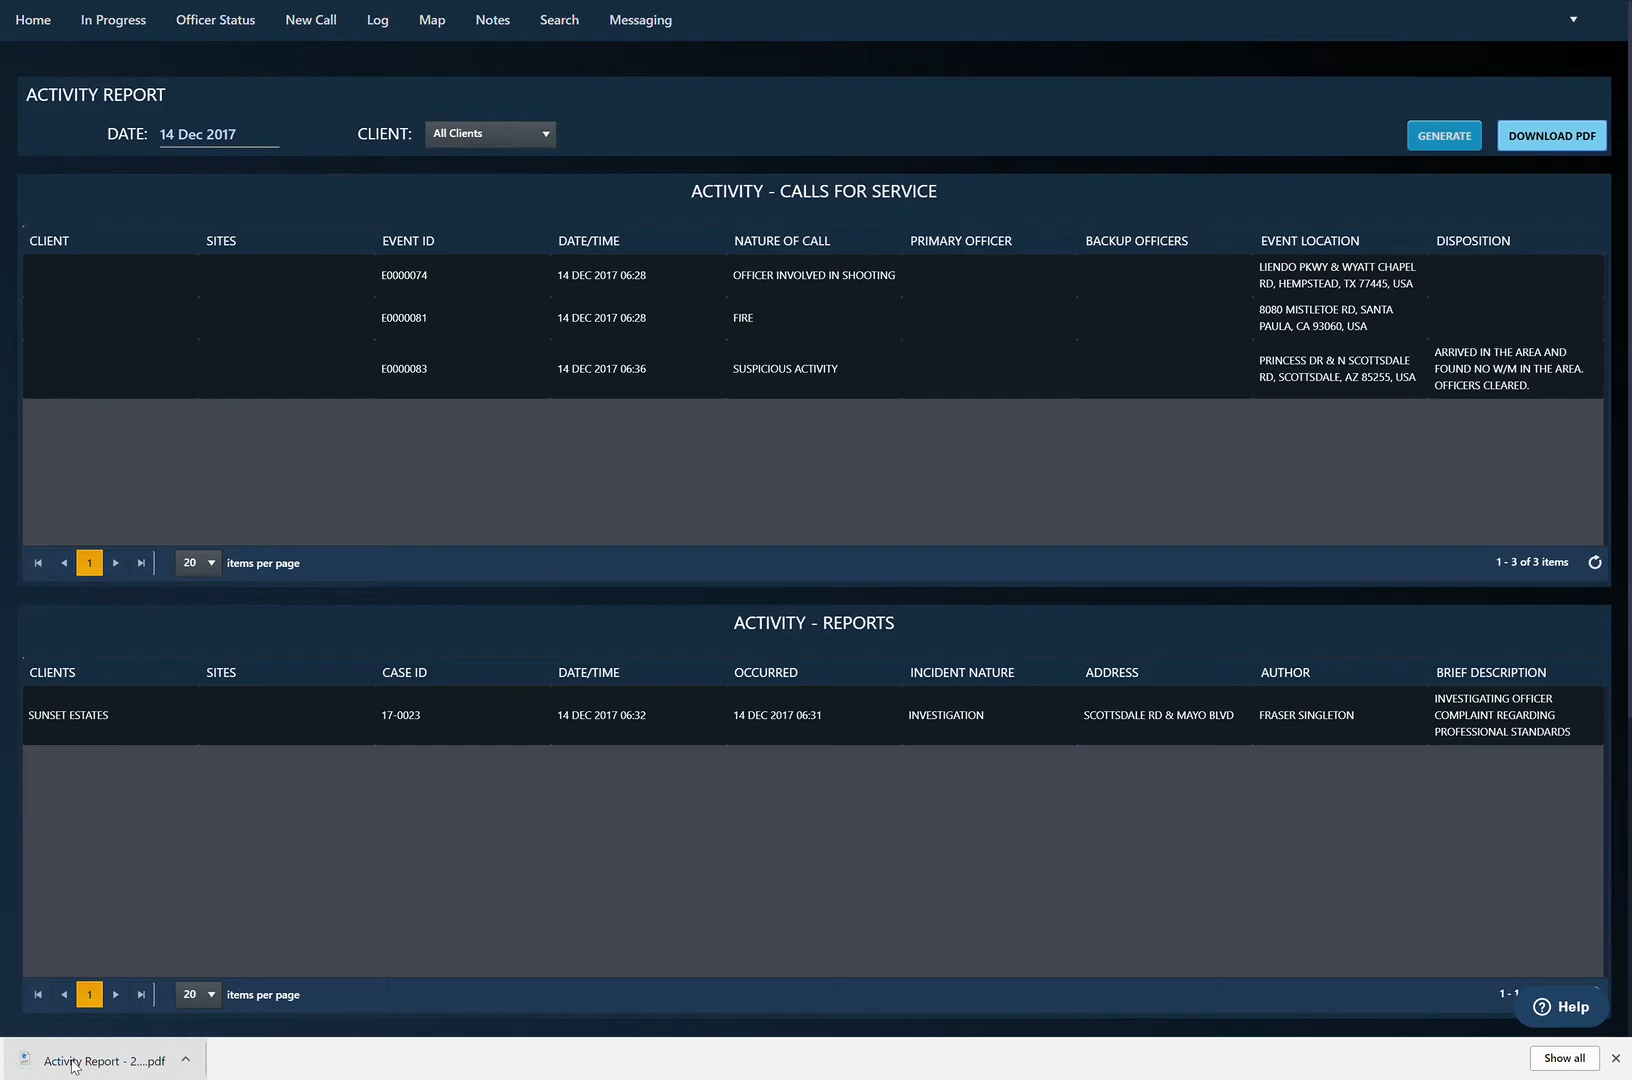 Home In Progress Officer Status New Call Log Map Notes Search Messaging
ACTIVITY REPORT
DATE: 14 Dec 2017 CLIENT: All Clients GENERATE DOWNLOAD PDF
ACTIVITY - CALLS FOR SERVICE
CLIENT SITES EVENT ID DATE/TIME NATURE OF CALL PRIMARY OFFICER BACKUP OFFICERS EVENT LOCATION DISPOSITION
E0000074 14 DEC 2017 06:28 OFFICER INVOLVED IN SHOOTING LIENDO PKWY & WYATT CHAPEL
RD, HEMPSTEAD, TX 77445, USA
E0000081 14 DEC 2017 06:28 FIRE 8080 MISTLETOE RD, SANTA
PAULA, CA 93060, USA
E0000083 14 DEC 2017 06:36 SUSPICIOUS ACTIVITY PRINCESS DR & N SCOTTSDALE
RD, SCOTTSDALE, AZ 85255, USA
ARRIVED IN THE AREA AND
FOUND NO W/M IN THE AREA.
OFFICERS CLEARED.
1 20 items per page 1 - 3 of 3 items
ACTIVITY - REPORTS
CLIENTS SITES CASE ID DATE/TIME OCCURRED INCIDENT NATURE ADDRESS AUTHOR BRIEF DESCRIPTION
SUNSET ESTATES 17-0023 14 DEC 2017 06:32 14 DEC 2017 06:31 INVESTIGATION SCOTTSDALE RD & MAYO BLVD FRASER SINGLETON INVESTIGATING OFFICER
COMPLAINT REGARDING
PROFESSIONAL STANDARDS
1 20 items per page 1 - 1
Help
Activity Report - 2....pdf Show all